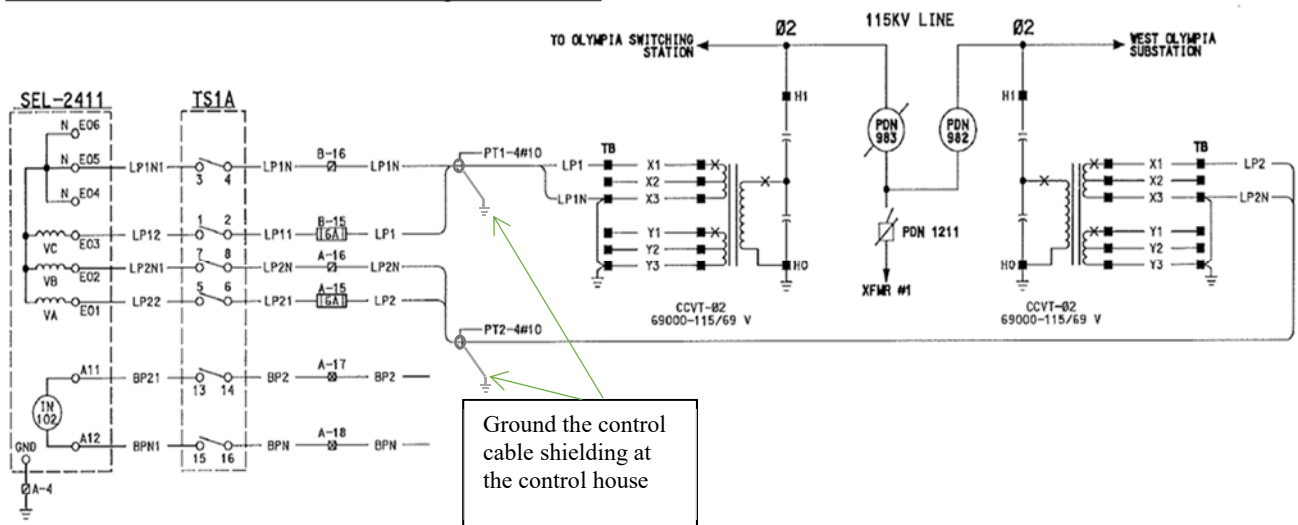 115KV LINE
Ø2
Ø2
TO OLYMPIA SWITCHING
STATION
WEST OLYMPIA
SUBSTATION
H1
H1
PDN
983
PDN
982
PDN 1211
XFMR #1
H0
H0
SEL-2411
TS1A
N E06
N E05
N E04
LP1N1
3 4
LP1N
B-16
LP1N
PT1-4#10
VC E03
LP12
1 2
LP11
B-15
6A
LP1
VB E02
LP2N1
7 8
LP2N
A-16
LP2N
VA E01
LP22
5 6
LP21
A-15
6A
LP2
PT2-4#10
A11
BP21
13 14
BP2
A-17
BP2
IN
102
A12
BPN1
15 16
BPN
A-18
BPN
GND
A-4
TB
LP1
LP1N
X1
X2
X3
Y1
Y2
Y3
CCVT-Ø2
69000-115/69 V
TB
X1
X2
X3
Y1
Y2
Y3
LP2
LP2N
CCVT-Ø2
69000-115/69 V
Ground the control
cable shielding at
the control house